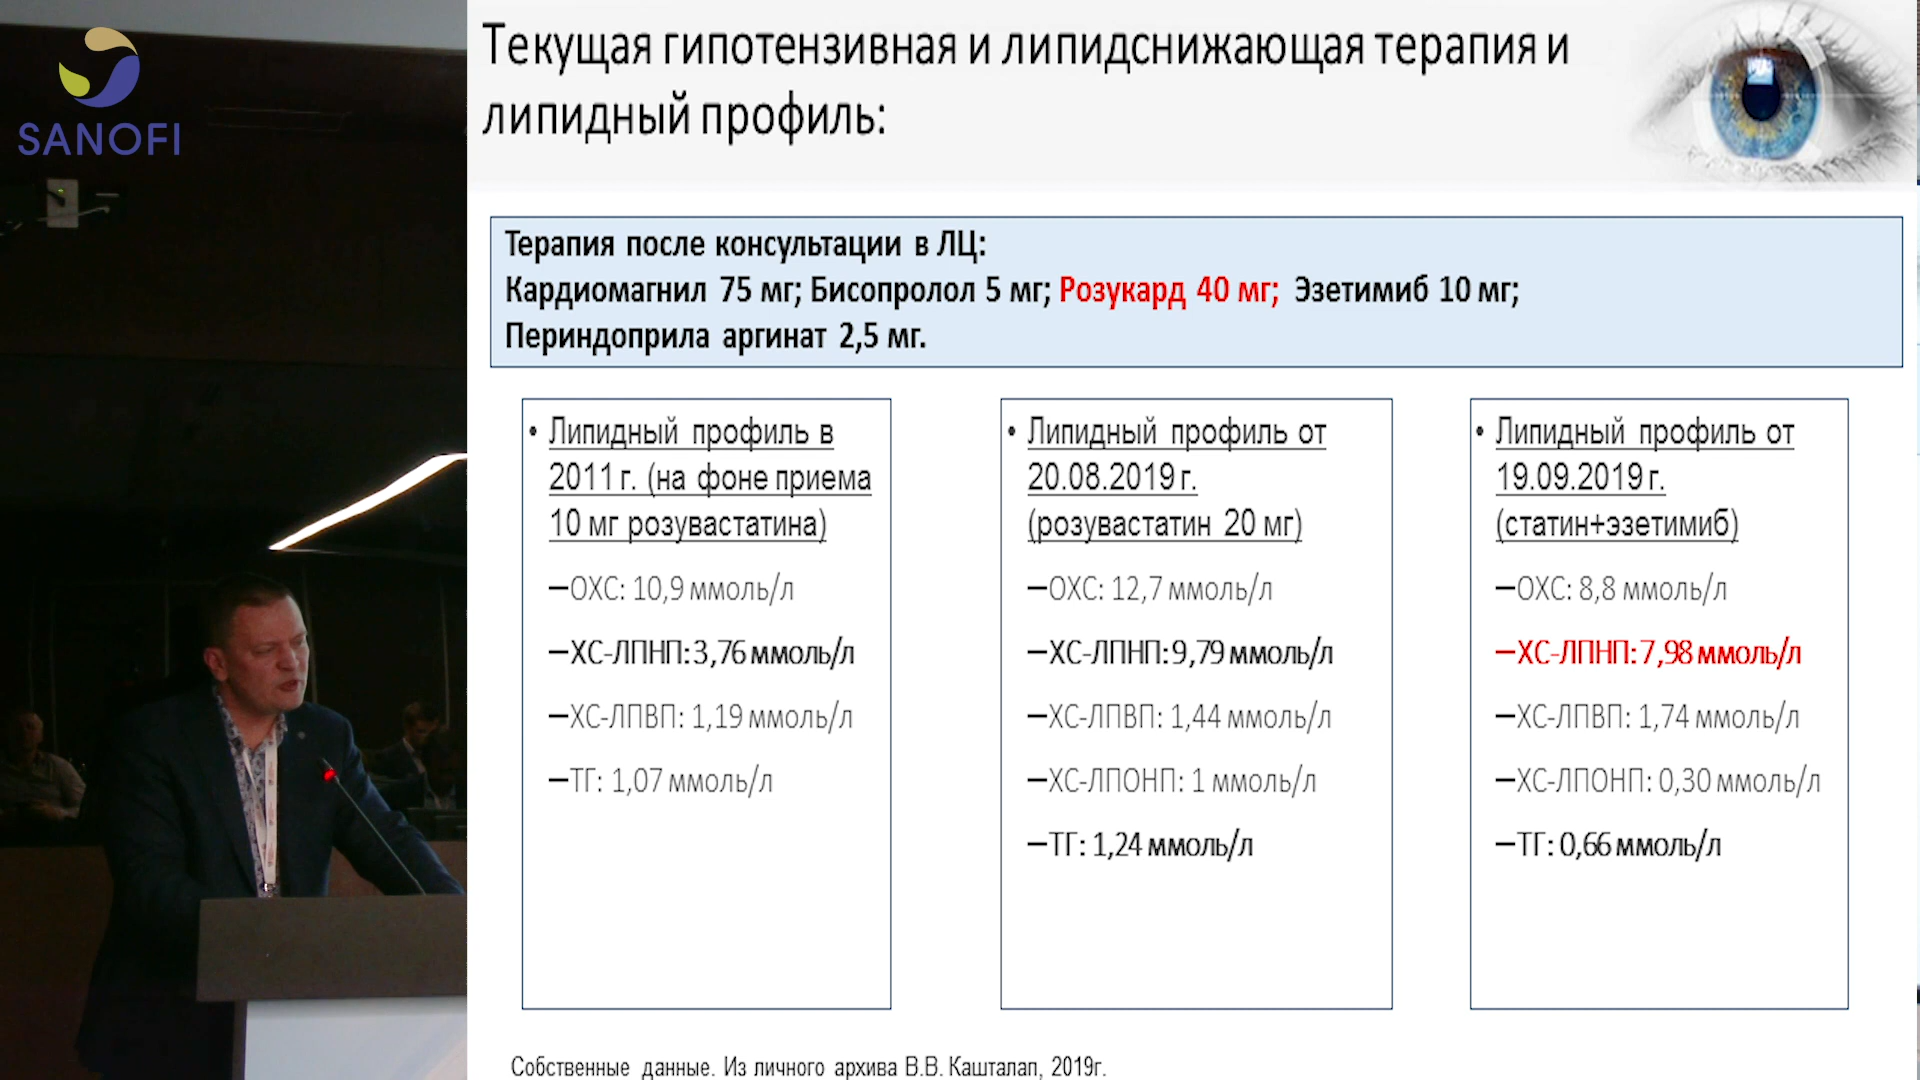 SANOFI
Текущая гипотензивная и липидснижающая терапия и
липидный профиль:
Терапия после консультации в ЛЦ:
Кардиомагнил 75 мг; Бисопролол 5 мг; Розукард 40 мг; Эзетимиб 10 мг;
Периндоприла аргинат 2,5 мг.
• Липидный профиль в
2011 г. (на фоне приема
10 мг розувастатина)
–ОХС: 10,9 ммоль/л
–ХС-ЛПНП: 3,76 ммоль/л
–ХС-ЛПВП: 1,19 ммоль/л
–ТГ: 1,07 ммоль/л
• Липидный профиль от
20.08.2019 г.
(розувастатин 20 мг)
–ОХС: 12,7 ммоль/л
–ХС-ЛПНП: 9,79 ммоль/л
–ХС-ЛПВП: 1,44 ммоль/л
–ХС-ЛПОНП: 1 ммоль/л
–ТГ: 1,24 ммоль/л
• Липидный профиль от
19.09.2019 г.
(статин+эзетимиб)
–ОХС: 8,8 ммоль/л
–ХС-ЛПНП: 7,98 ммоль/л
–ХС-ЛПВП: 1,74 ммоль/л
–ХС-ЛПОНП: 0,30 ммоль/л
–ТГ: 0,66 ммоль/л
Собственные данные. Из личного архива В.В. Кашталап, 2019г.